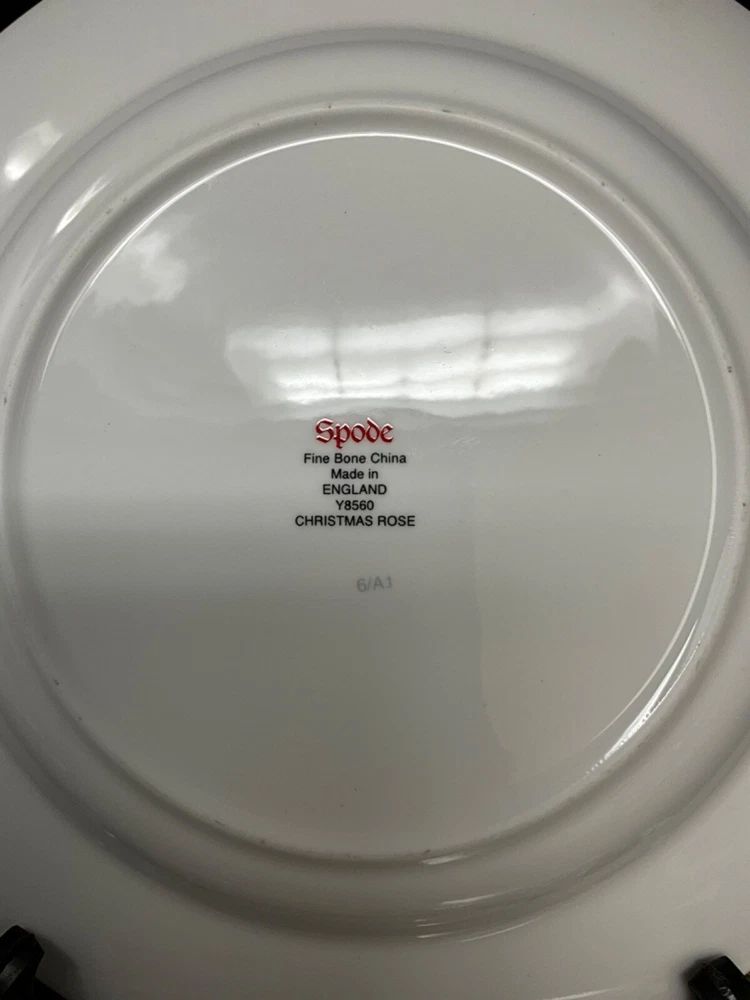 Spode
Fine Bone China
Made in
ENGLAND
Y8560
CHRISTMAS ROSE
6/A1